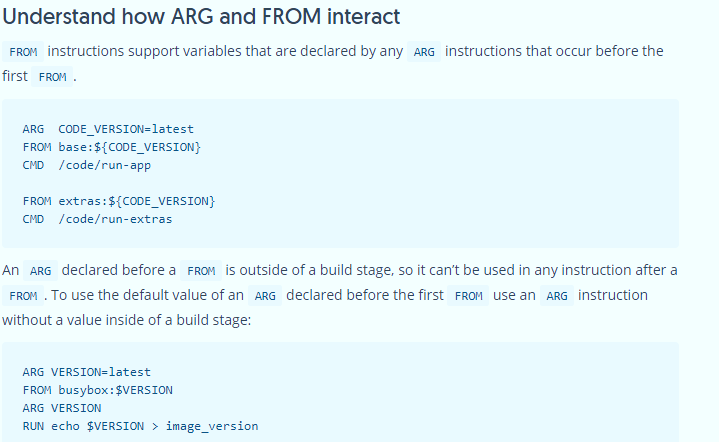 Understand how ARG and FROM interact
FROM instructions support variables that are declared by any ARG instructions that occur before the
first FROM .
ARG  CODE_VERSION=latest
FROM base:${CODE_VERSION}
CMD  /code/run-app
FROM extras:${CODE_VERSION}
CMD  /code/run-extras
An ARG declared before a FROM is outside of a build stage, so it can’t be used in any instruction after a
FROM . To use the default value of an ARG declared before the first FROM use an ARG instruction
without a value inside of a build stage:
ARG VERSION=latest
FROM busybox:$VERSION
ARG VERSION
RUN echo $VERSION > image_version